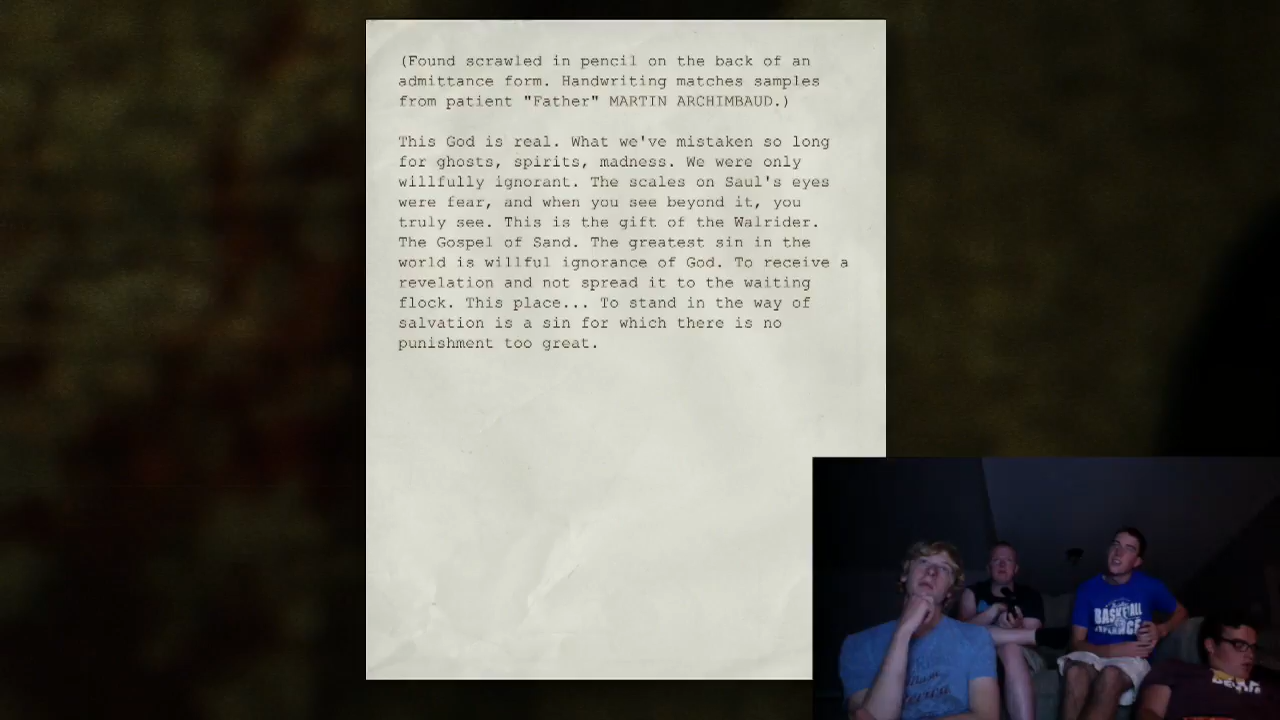 (Found scrawled in pencil on the back of an
admittance form. Handwriting matches samples
from patient "Father" MARTIN ARCHIMBAUD.)
This God is real. What we've mistaken so long
for ghosts, spirits, madness. We were only
willfully ignorant. The scales on Saul's eyes
were fear, and when you see beyond it, you
truly see. This is the gift of the Walrider.
The Gospel of Sand. The greatest sin in the
world is willful ignorance of God. To receive a
revelation and not spread it to the waiting
flock. This place... To stand in the way of
salvation is a sin for which there is no
punishment too great.
BASKETBALL